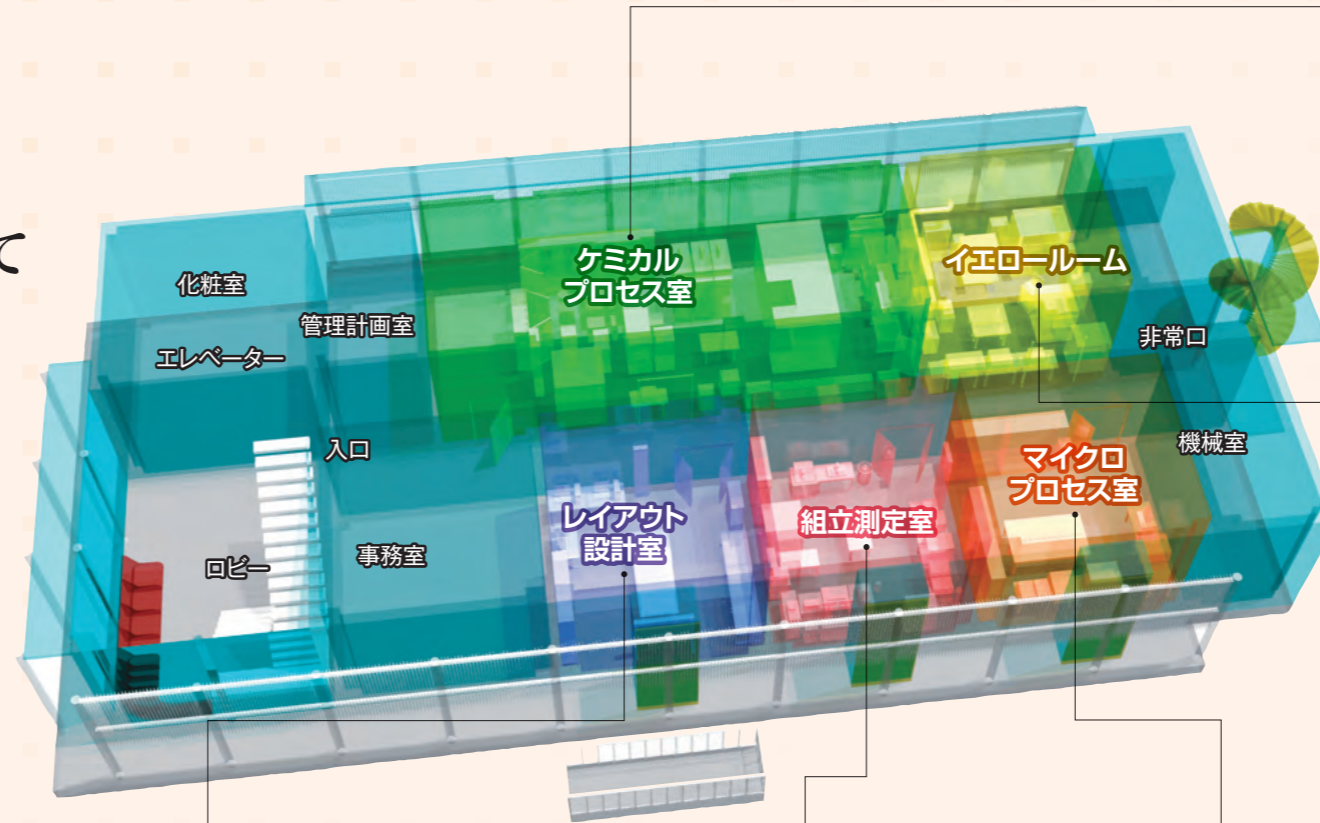 て
ケミカル
プロセス室
イエロールーム
化粧室
管理計画室
エレベーター
非常口
入口
機械室
マイクロ
プロセス室
レイアウト
設計室
組立測定室
ロビー
事務室